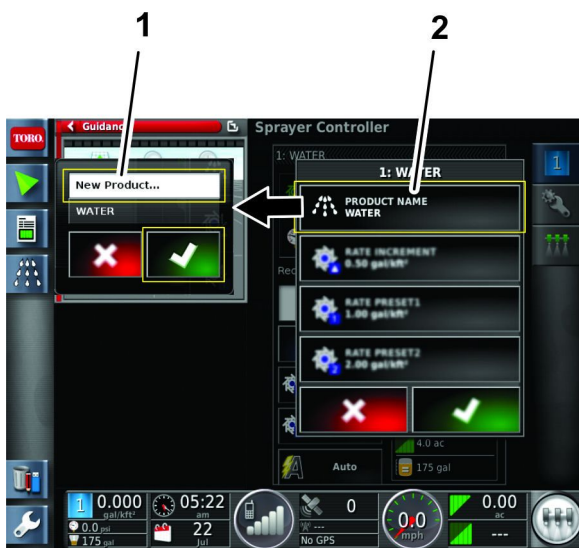 1
2
TORO.
Guidanc
Sprayer Controller
1: WATER
1: WATER
1
New Product...
WATER
PRODUCT NAME
WATER
RATE INCREMENT
0.50 gal/kft²
Rec
RATE PRESET1
1.00 gal/kft²
RATE PRESET2
2.00 gal/kft²
4.0 ac
Auto
175 gal
1
0.000
gal/kft²
0.0 psi
175 gal
05:22
am
22
Jul
0
---
No GPS
0.0
mph
0.00
ac
---